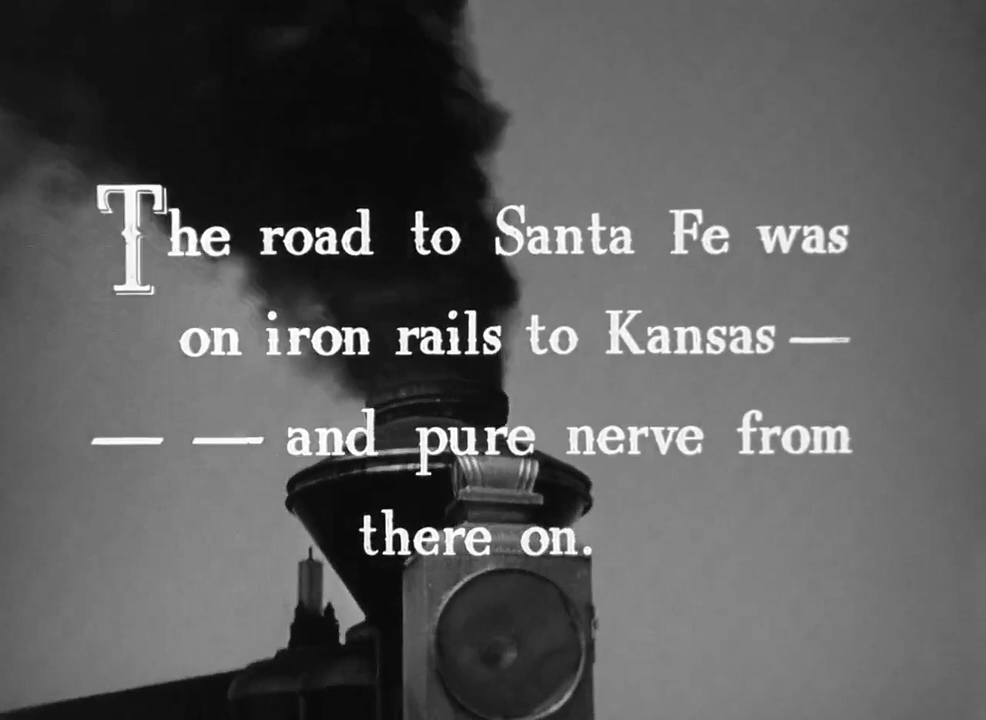 The road to Santa Fe was
on iron rails to Kansas —
— — and pure nerve from
there on.